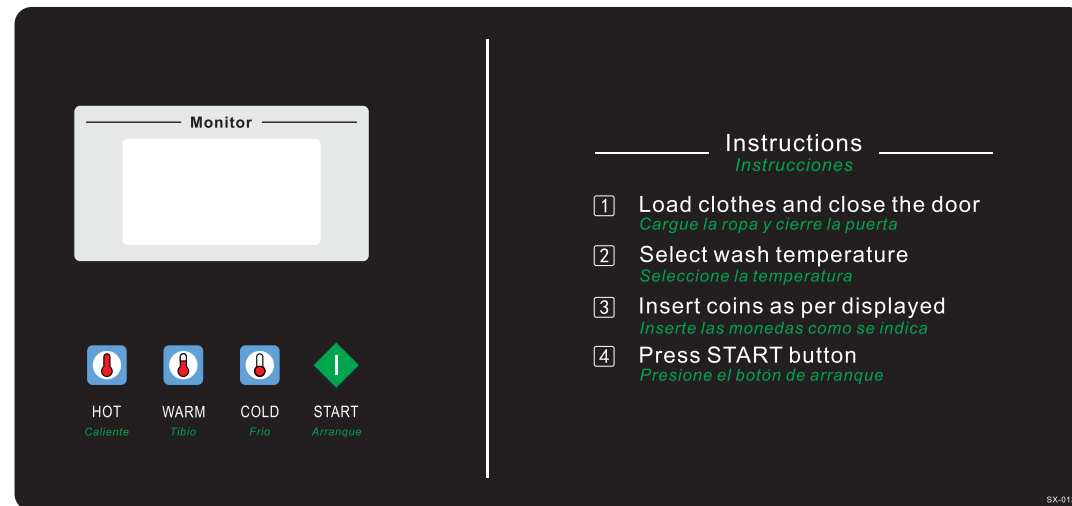 Monitor
HOT
Caliente
WARM
Tibio
COLD
Frio
START
Arranque
Instructions
Instrucciones
1 Load clothes and close the door
Cargue la ropa y cierre la puerta
2 Select wash temperature
Seleccione la temperatura
3 Insert coins as per displayed
Inserte las monedas como se indica
4 Press START button
Presione el botón de arranque